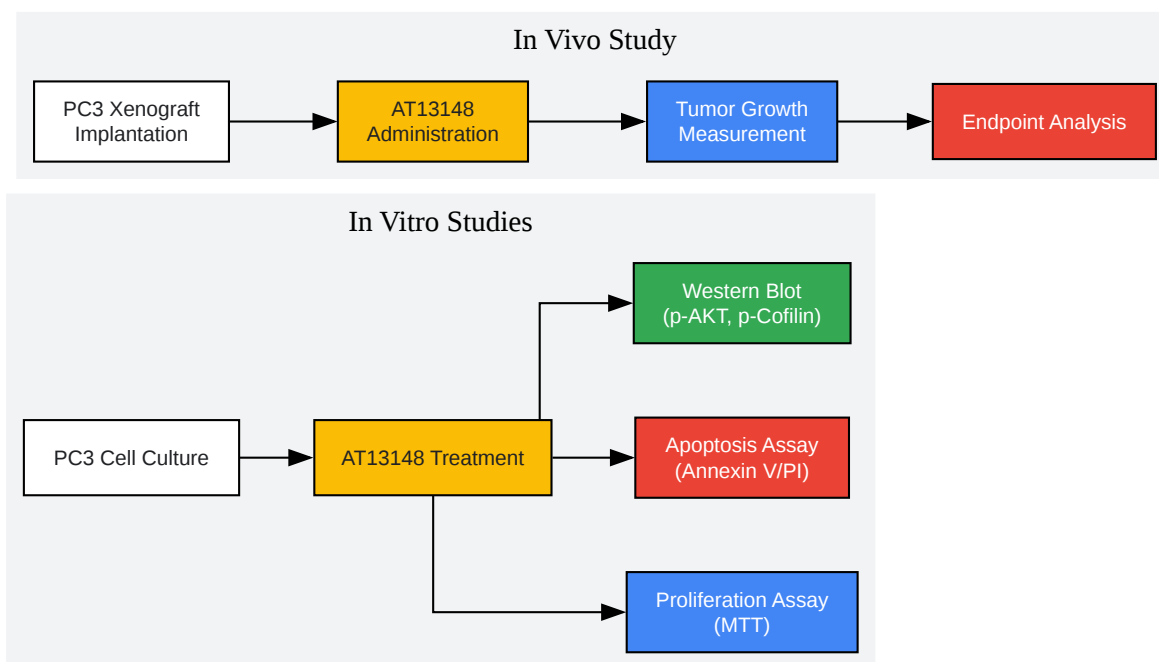 In Vivo Study
PC3 Xenograft
Implantation
AT13148
Administration
Tumor Growth
Measurement
Endpoint Analysis
In Vitro Studies
Western Blot
(p-AKT, p-Cofilin)
PC3 Cell Culture
AT13148 Treatment
Apoptosis Assay
(Annexin V/PI)
Proliferation Assay
(MTT)